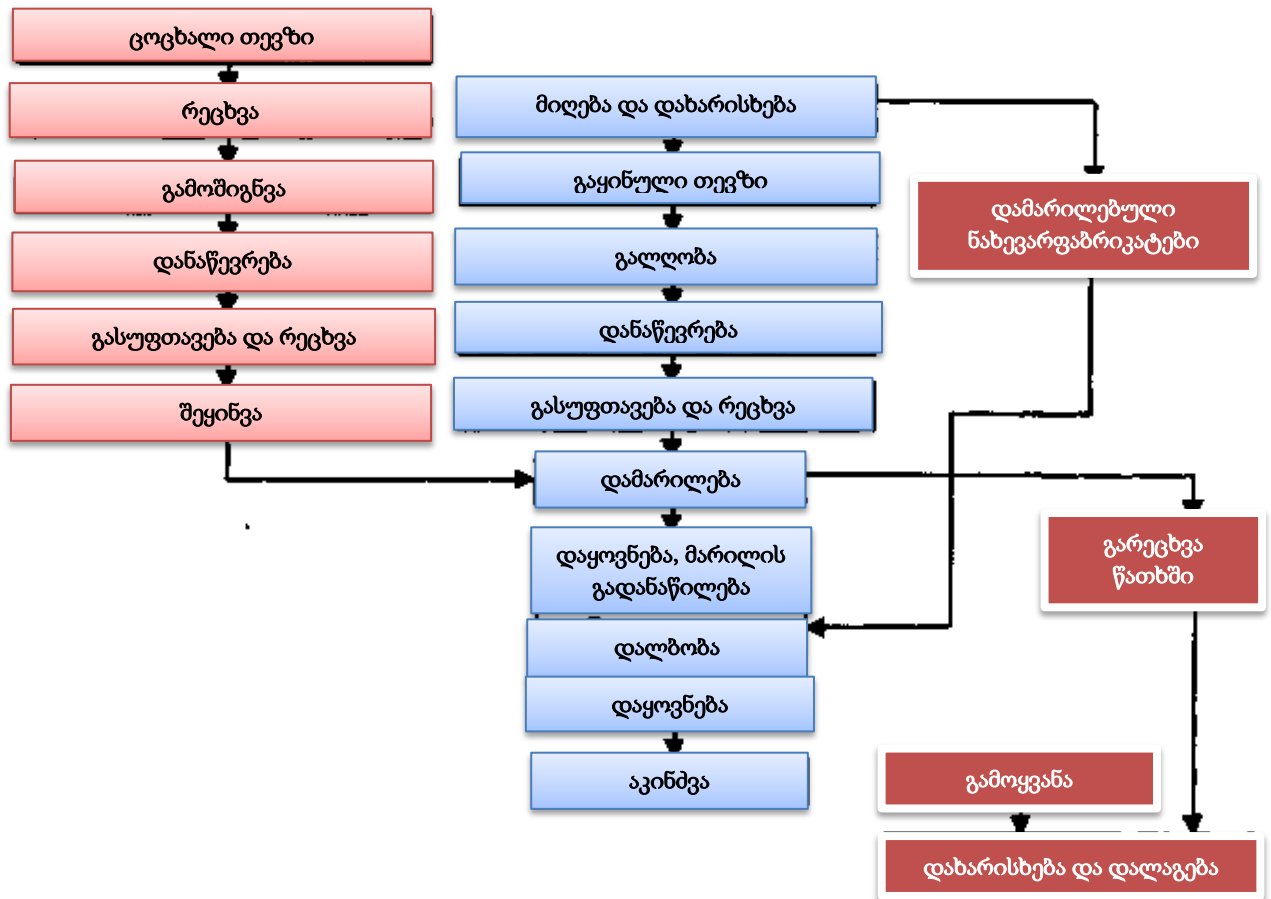 ცოცხალი თევზი
რეცხვა
გამოშიგნვა
დანაწევრება
გასუფთავება და რეცხვა
შეყინვა
მიღება და დახარისხება
გაყინული თევზი
გალღობა
დანაწევრება
გასუფთავება და რეცხვა
დამარილება
დაყოვნება, მარილის
გადანაწილება
დალბობა
დაყოვნება
აკინძვა
დამარილებული
ნახევარფაბრიკატები
გარეცხვა
წათხში
გამოყვანა
დახარისხება და დალაგება